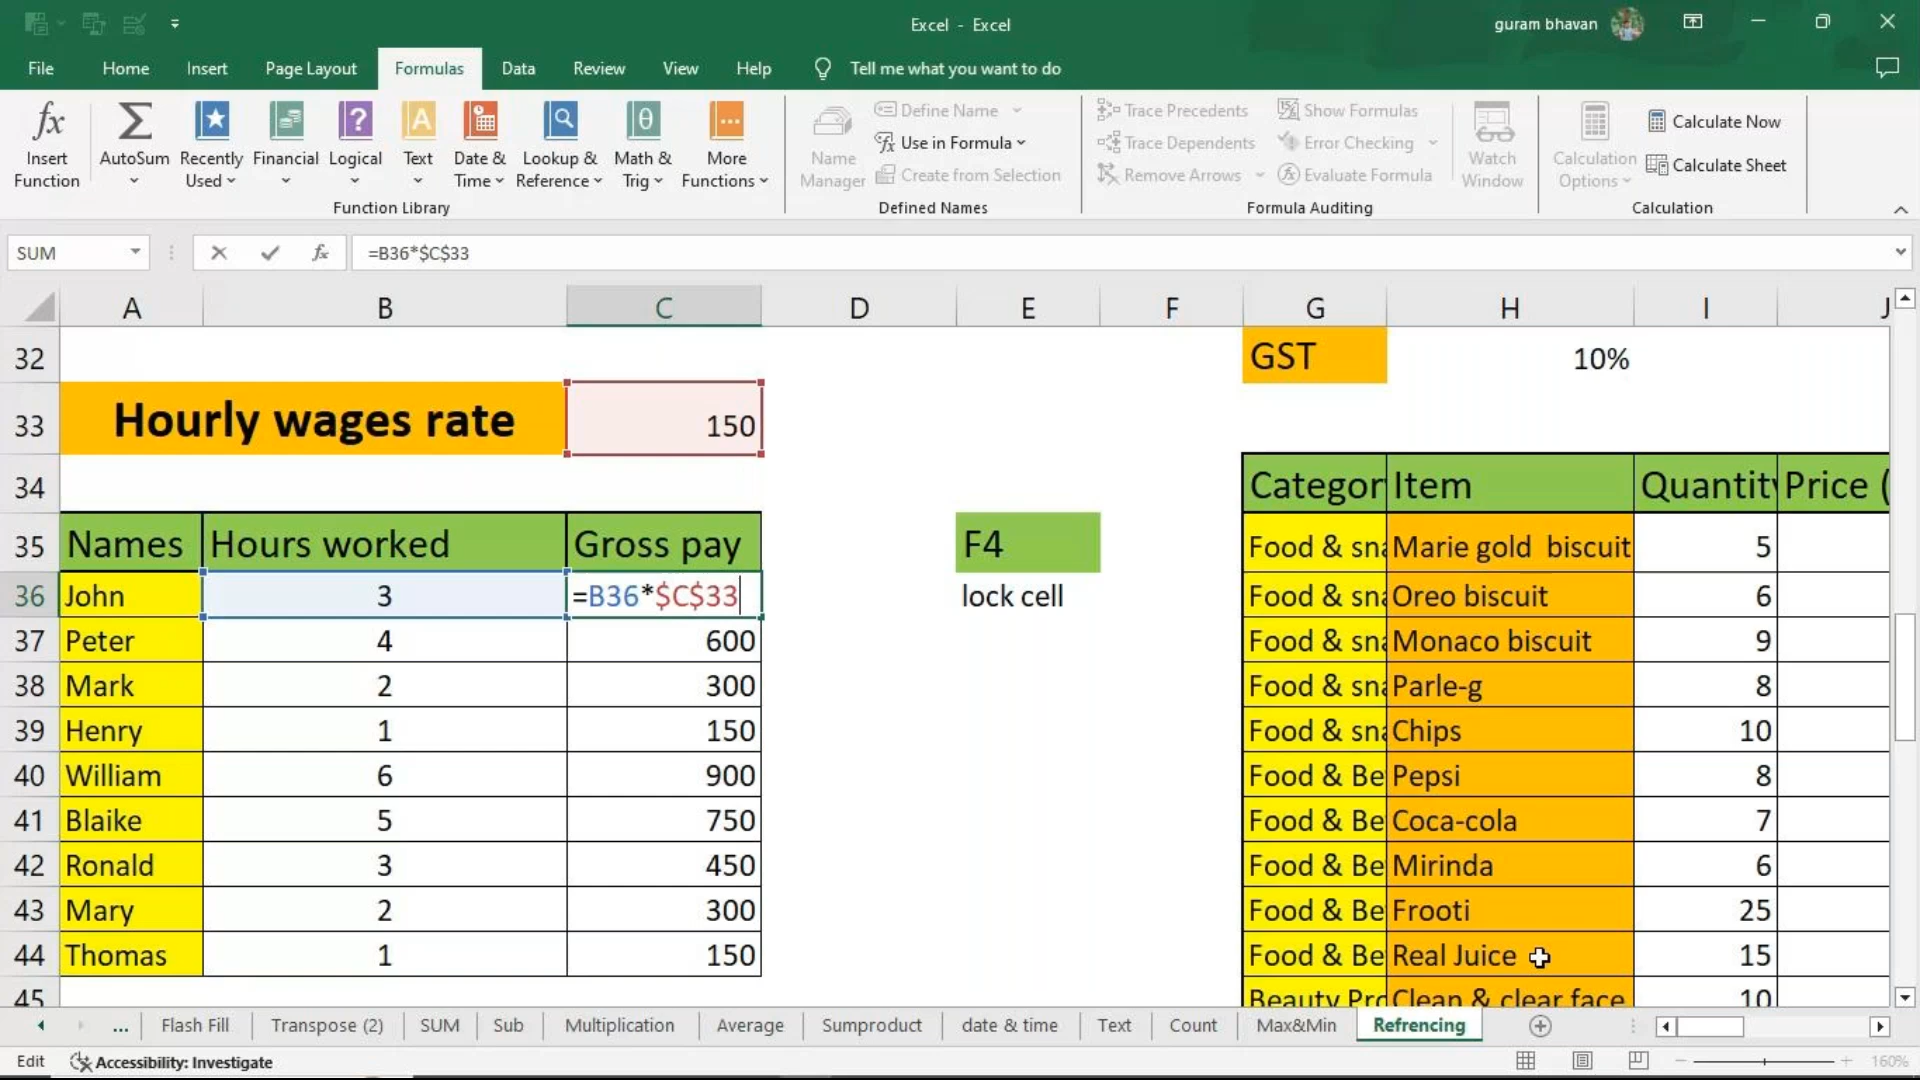 Excel - Excel
guram bhavan
File Home Insert Page Layout Formulas Data Review View Help Tell me what you want to do
fx Insert Function
AutoSum
Recently Used
Financial
Logical
Text
Date & Time
Lookup & Reference
Math & Trig
More Functions
Function Library
Name Manager
Define Name
Use in Formula
Create from Selection
Defined Names
Trace Precedents
Trace Dependents
Remove Arrows
Show Formulas
Error Checking
Evaluate Formula
Watch Window
Formula Auditing
Calculation Options
Calculate Now
Calculate Sheet
Calculation
SUM fx =B36*$C$33
A B C D E F G H I J
32 GST 10%
33 Hourly wages rate 150
34 Categor Item Quantity Price (
35 Names Hours worked Gross pay F4 Food & sna Marie gold biscuit 5
36 John 3 =B36*$C$33 lock cell Food & sna Oreo biscuit 6
37 Peter 4 600 Food & sna Monaco biscuit 9
38 Mark 2 300 Food & sna Parle-g 8
39 Henry 1 150 Food & sna Chips 10
40 William 6 900 Food & Be Pepsi 8
41 Blaike 5 750 Food & Be Coca-cola 7
42 Ronald 3 450 Food & Be Mirinda 6
43 Mary 2 300 Food & Be Frooti 25
44 Thomas 1 150 Food & Be Real Juice 15
45 Beauty Pro Clean & clear face 10
... Flash Fill Transpose (2) SUM Sub Multiplication Average Sumproduct date & time Text Count Max&Min Refrencing
Edit Accessibility: Investigate 160%